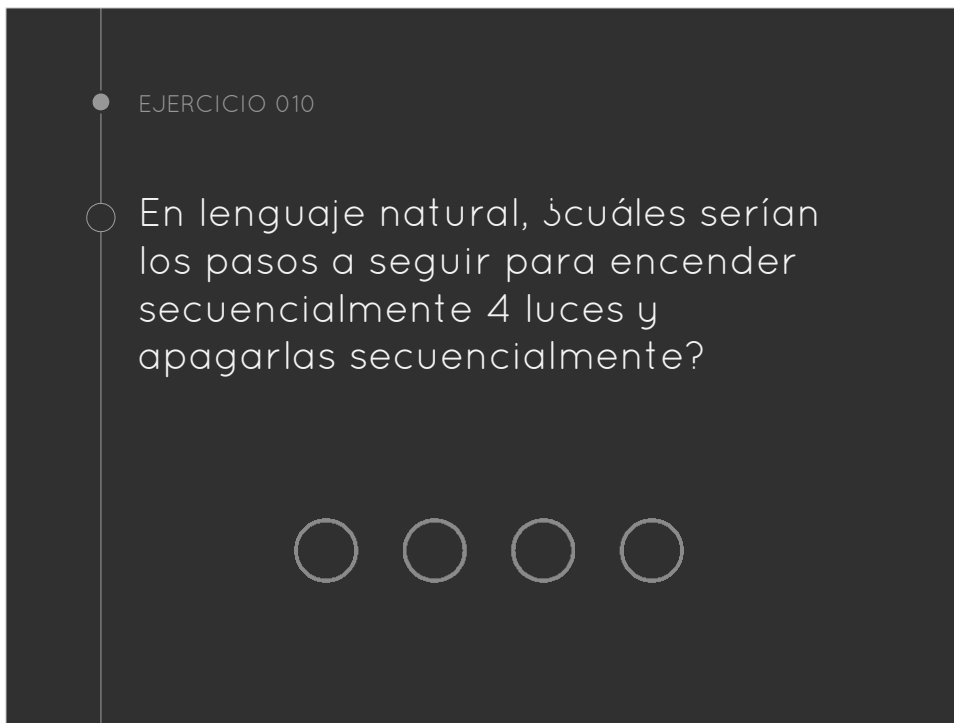 EJERCICIO 010
En lenguaje natural, ¿cuáles serían
los pasos a seguir para encender
secuencialmente 4 luces y
apagarlas secuencialmente?